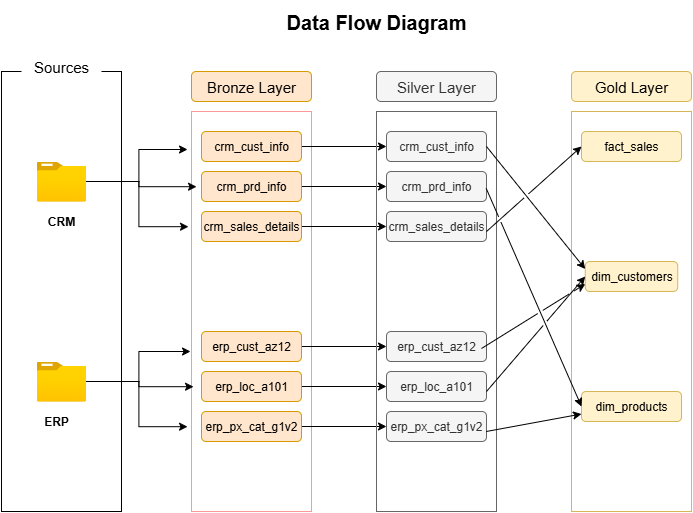 Data Flow Diagram
Sources
Bronze Layer
Silver Layer
Gold Layer
crm_cust_info
crm_cust_info
fact_sales
crm_prd_info
crm_prd_info
CRM
crm_sales_details
crm_sales_details
dim_customers
erp_cust_az12
erp_cust_az12
erp_loc_a101
erp_loc_a101
dim_products
ERP
erp_px_cat_g1v2
erp_px_cat_g1v2